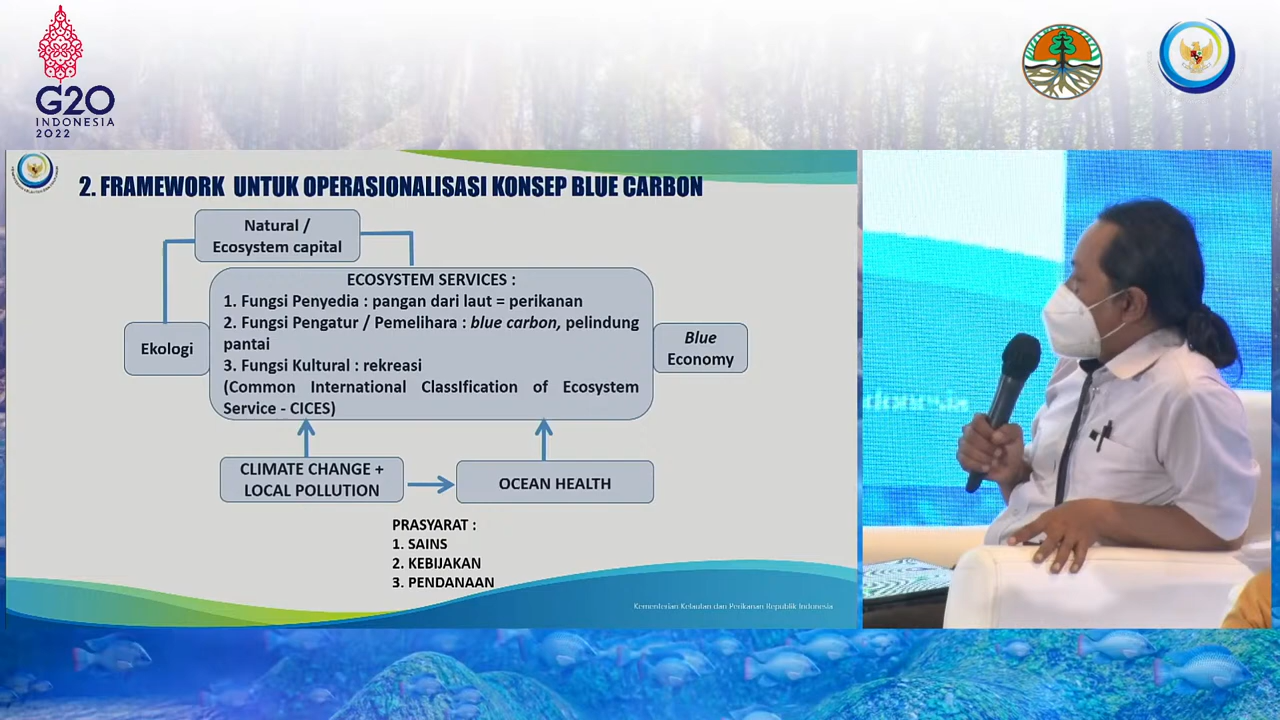 G20
INDONESIA
2022
2. FRAMEWORK UNTUK OPERASIONALISASI KONSEP BLUE CARBON
Natural /
Ecosystem capital
ECOSYSTEM SERVICES :
1. Fungsi Penyedia : pangan dari laut = perikanan
2. Fungsi Pengatur / Pemelihara : blue carbon, pelindung
pantai
3. Fungsi Kultural : rekreasi
(Common International ClassIfication of Ecosystem
Service - CICES)
Ekologi
Blue
Economy
CLIMATE CHANGE +
LOCAL POLLUTION
OCEAN HEALTH
PRASYARAT :
1. SAINS
2. KEBIJAKAN
3. PENDANAAN
Kementerian Kelautan dan Perikanan Republik Indonesia